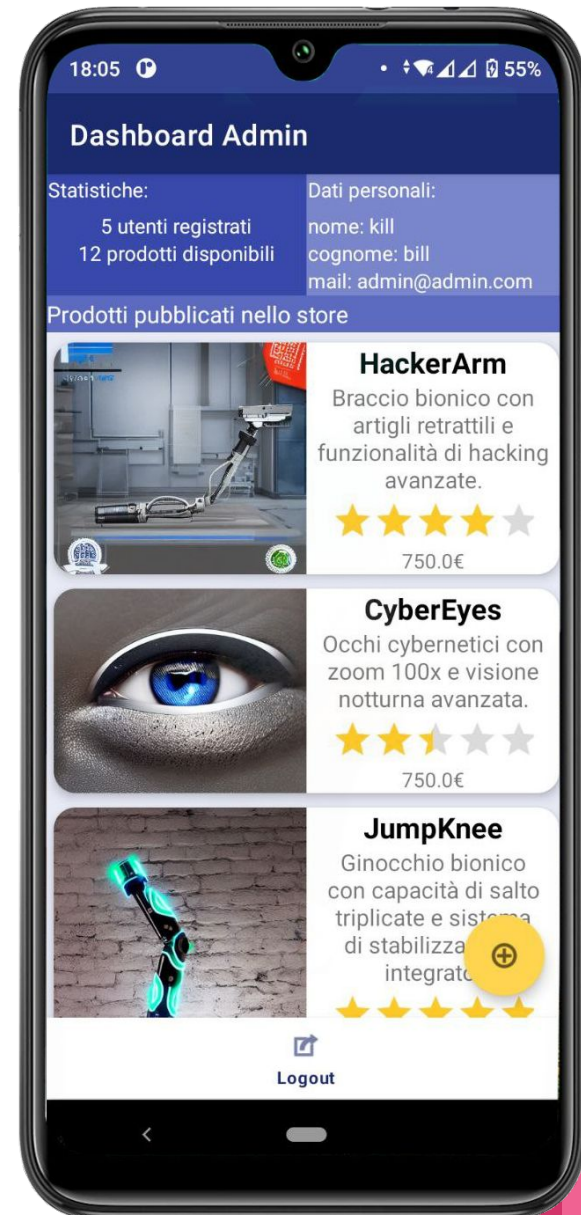 18:05
55%
Dashboard Admin
Statistiche:
5 utenti registrati
12 prodotti disponibili
Dati personali:
nome: kill
cognome: bill
mail: admin@admin.com
Prodotti pubblicati nello store
HackerArm
Braccio bionico con
artigli retrattili e
funzionalità di hacking
avanzate.
750.0€
CyberEyes
Occhi cybernetici con
zoom 100x e visione
notturna avanzata.
750.0€
JumpKnee
Ginocchio bionico
con capacità di salto
triplicate e sistema
di stabilizza
integrato
Logout